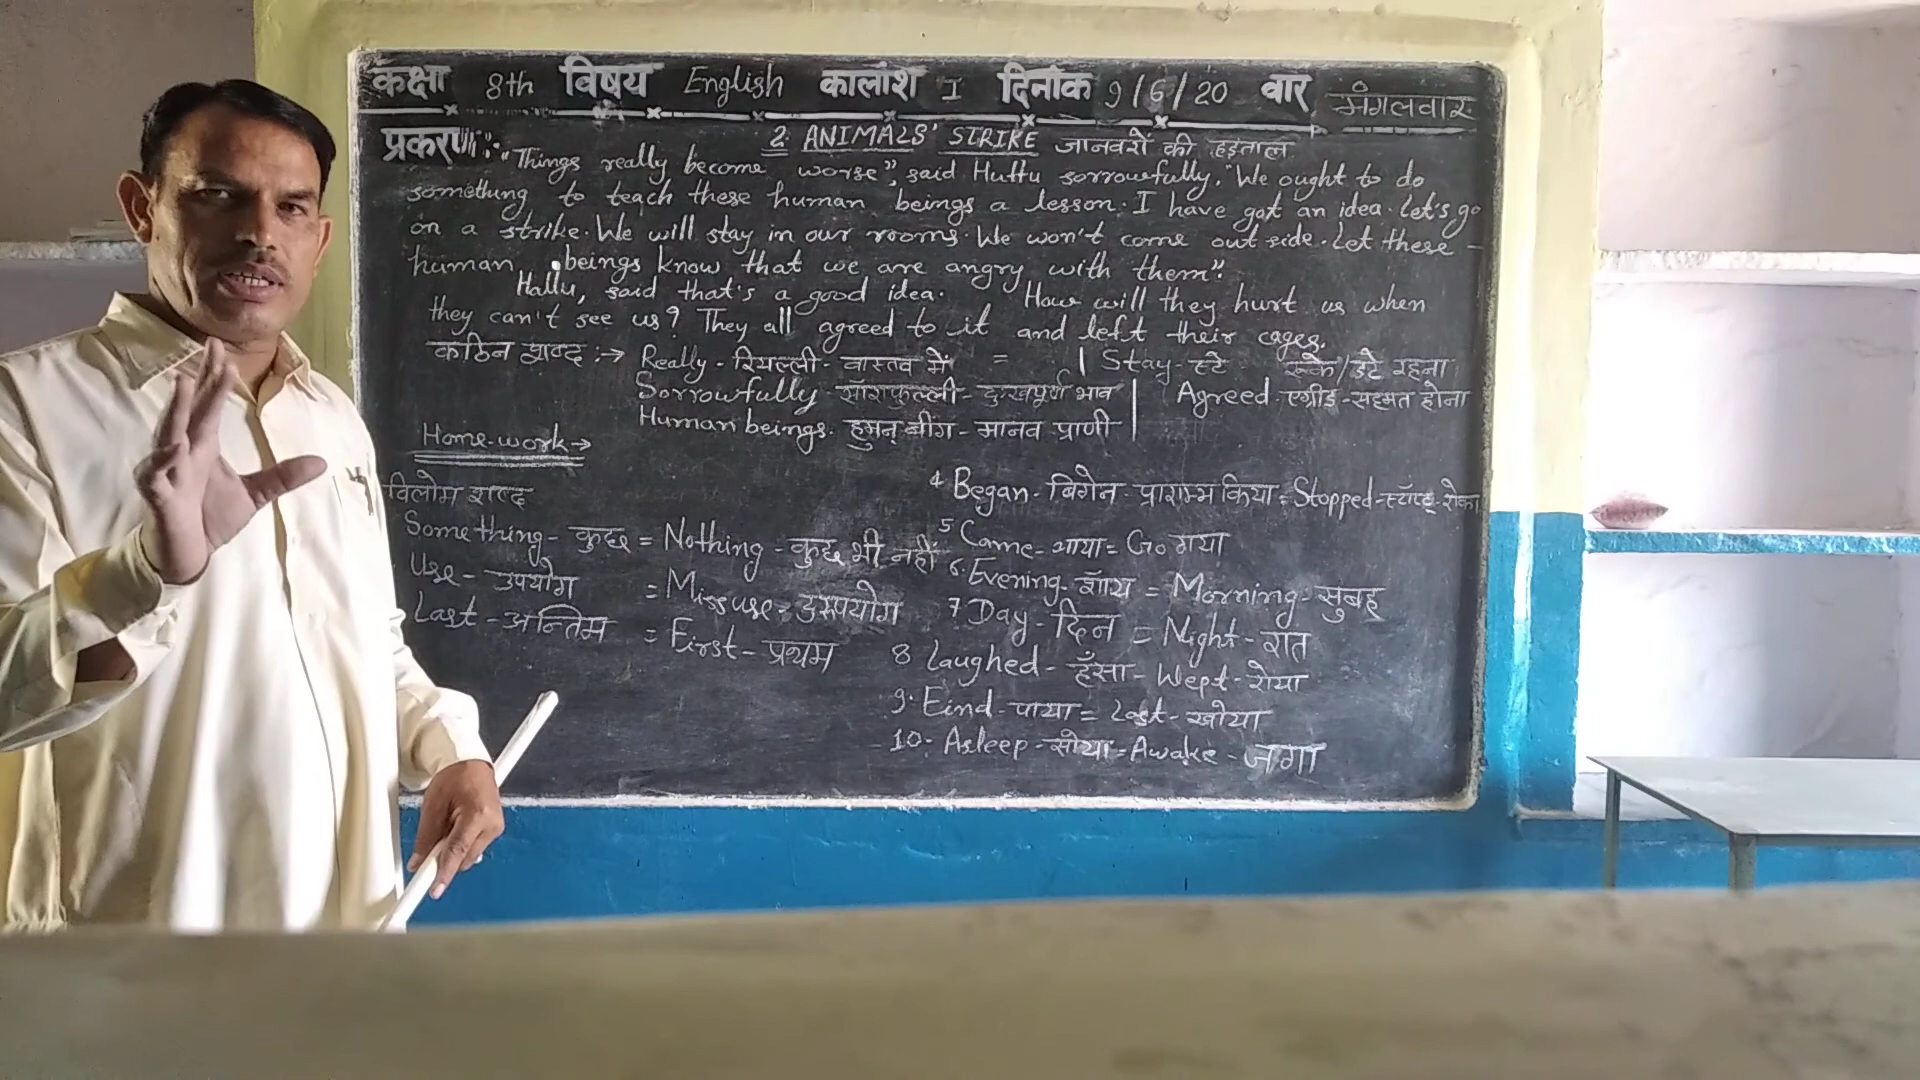 कक्षा 8th विषय English कालांश I दिनांक 9/6/20 वार मंगलवार
प्रकरण :- 2. ANIMALS' STRIKE जानवरों की हड़ताल
"Things really become worse", said Huttu sorrowfully. "We ought to do
something to teach these human beings a lesson. I have got an idea. Let's go
on a strike. We will stay in our rooms. We won't come out side. Let these -
human beings know that we are angry with them".
Hallu, said that's a good idea. How will they hurt us when
they can't see us? They all agreed to it and left their cages.
कठिन शब्द :→ Really - रियल्ली - वास्तव में = | Stay - स्टे रूके/डटे रहना
Sorrowfully - सॉराफुल्ली - दुःखपूर्ण भाव | Agreed - एग्रीड - सहमत होना
Human beings - हुमन् बींग - मानव प्राणी |
Home-work →
विलोम शब्द
Something - कुछ = Nothing - कुछ भी नहीं
Use - उपयोग = Missuse - दुरूपयोग
Last - अन्तिम = First - प्रथम
4 Began - बिगेन - प्रारम्भ किया = Stopped - स्टॉप्ड - रोका
5 Came - आया = Go गया
6. Evening - शॉय = Morning - सुबह
7 Day - दिन = Night - रात
8 Laughed - हँसा - Wept - रोया
9. Find - पाया = Lost - खोया
10. Asleep - सोया - Awake - जगा